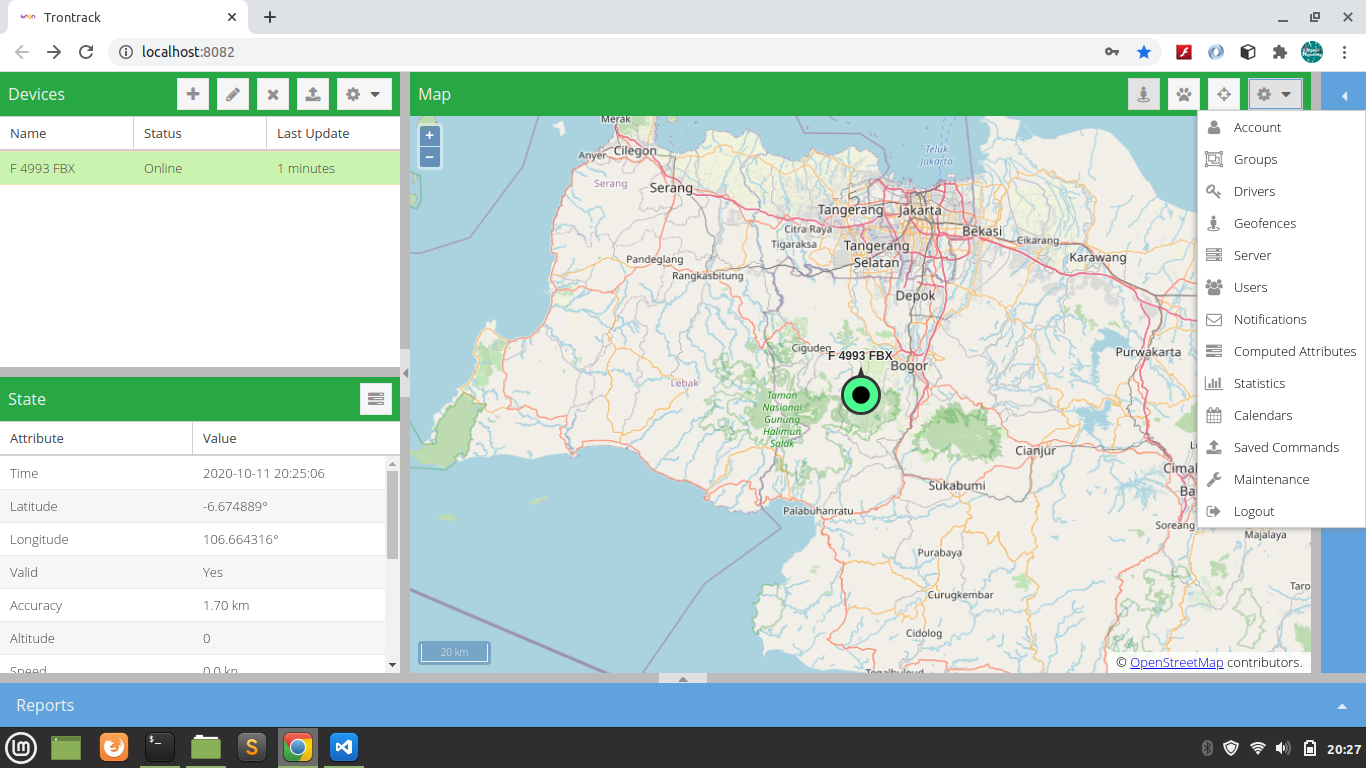 Trontrack
localhost:8082
Devices
Map
Name Status Last Update
F 4993 FBX Online 1 minutes
State
Attribute Value
Time 2020-10-11 20:25:06
Latitude -6.674889°
Longitude 106.664316°
Valid Yes
Accuracy 1.70 km
Altitude 0
Speed 0.0 kn
+
−
Merak
Anyer
Cilegon
Serang
Serang
Teluk
Jakarta
Tangerang
Jakarta
Citra Raya
Tigaraksa
Tangerang
Selatan
Bekasi
Cikarang
Karawang
Pandeglang
Rangkasbitung
Depok
Cigudeg
F 4993 FBX
Bogor
Purwakarta
Lebak
Taman
Nasional
Gunung
Halimun
Salak
Cianjur
Sukabumi
Palabuhanratu
Cimal
Ba
Soreang
Majalaya
Purabaya
Curugkembar
Taro
Cidolog
Tegalbuleud
20 km
© OpenStreetMap contributors.
Account
Groups
Drivers
Geofences
Server
Users
Notifications
Computed Attributes
Statistics
Calendars
Saved Commands
Maintenance
Logout
Reports
20:27